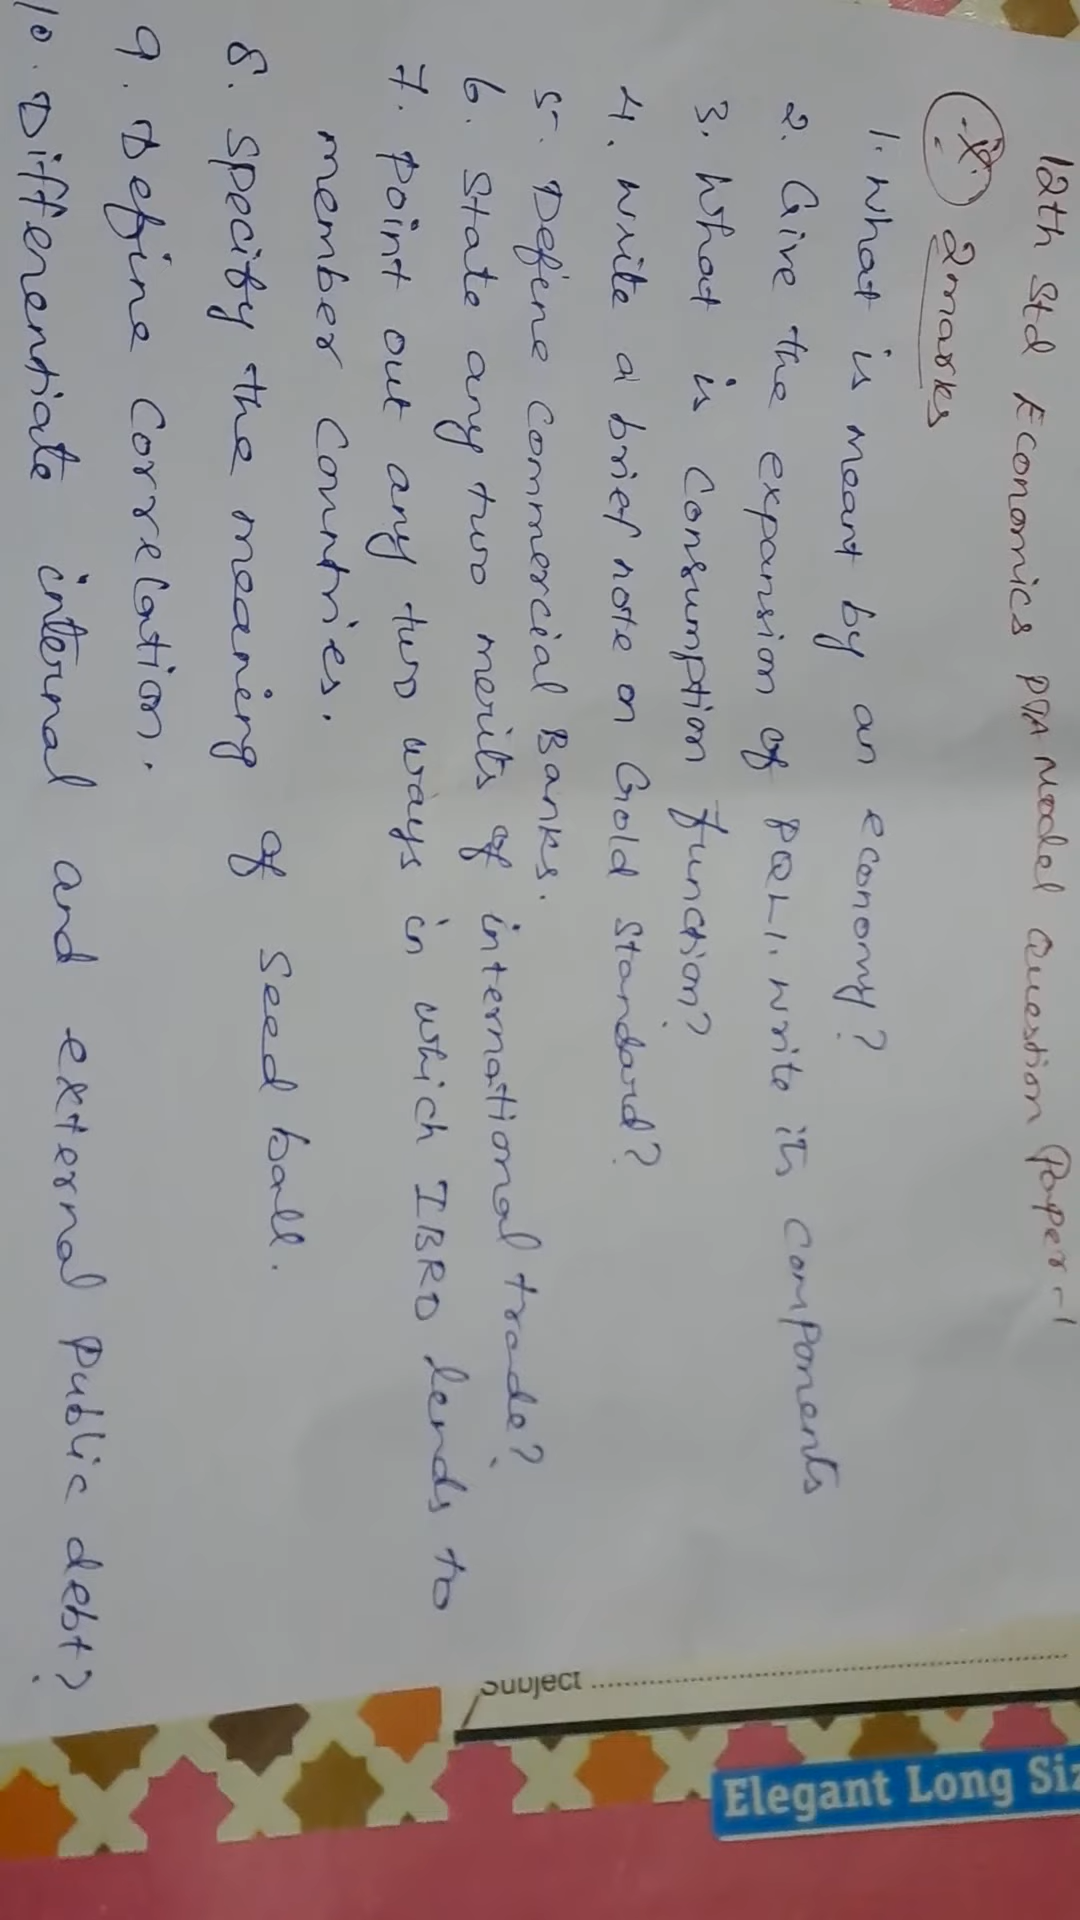 12th Std Economics PTA Model Question Paper-1
2marks
1. What is meant by an economy?
2. Give the expansion of PQLI, write its components
3. What is Consumption function?
4. Write a brief note on Gold Standard?
5. Define Commercial Banks.
6. State any two merits of international trade?
7. Point out any two ways in which IBRD lends to
member Countries.
8. Specify the meaning of Seed ball.
9. Define Correlation.
10. Differentiate internal and external Public debt?
Subject
Elegant Long